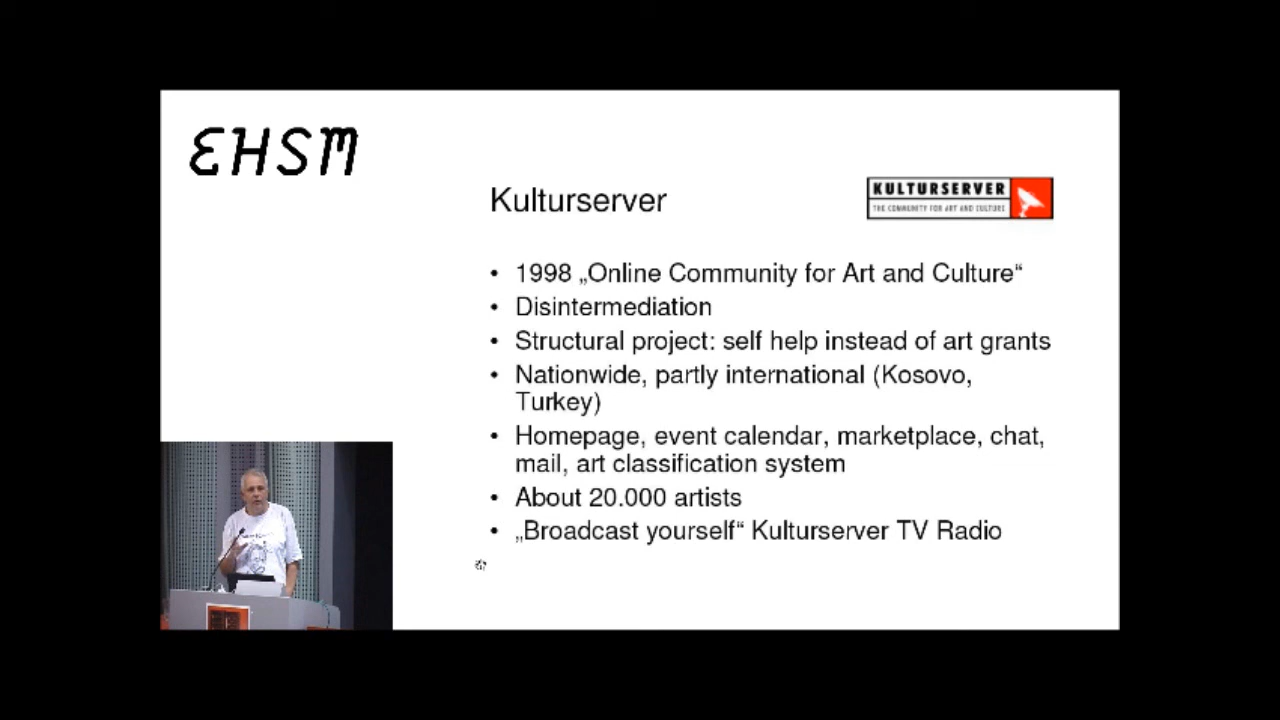 EHSM
Kulturserver
KULTURSERVER
THE COMMUNITY FOR ART AND CULTURE
• 1998 „Online Community for Art and Culture“
• Disintermediation
• Structural project: self help instead of art grants
• Nationwide, partly international (Kosovo,
Turkey)
• Homepage, event calendar, marketplace, chat,
mail, art classification system
• About 20.000 artists
• „Broadcast yourself“ Kulturserver TV Radio